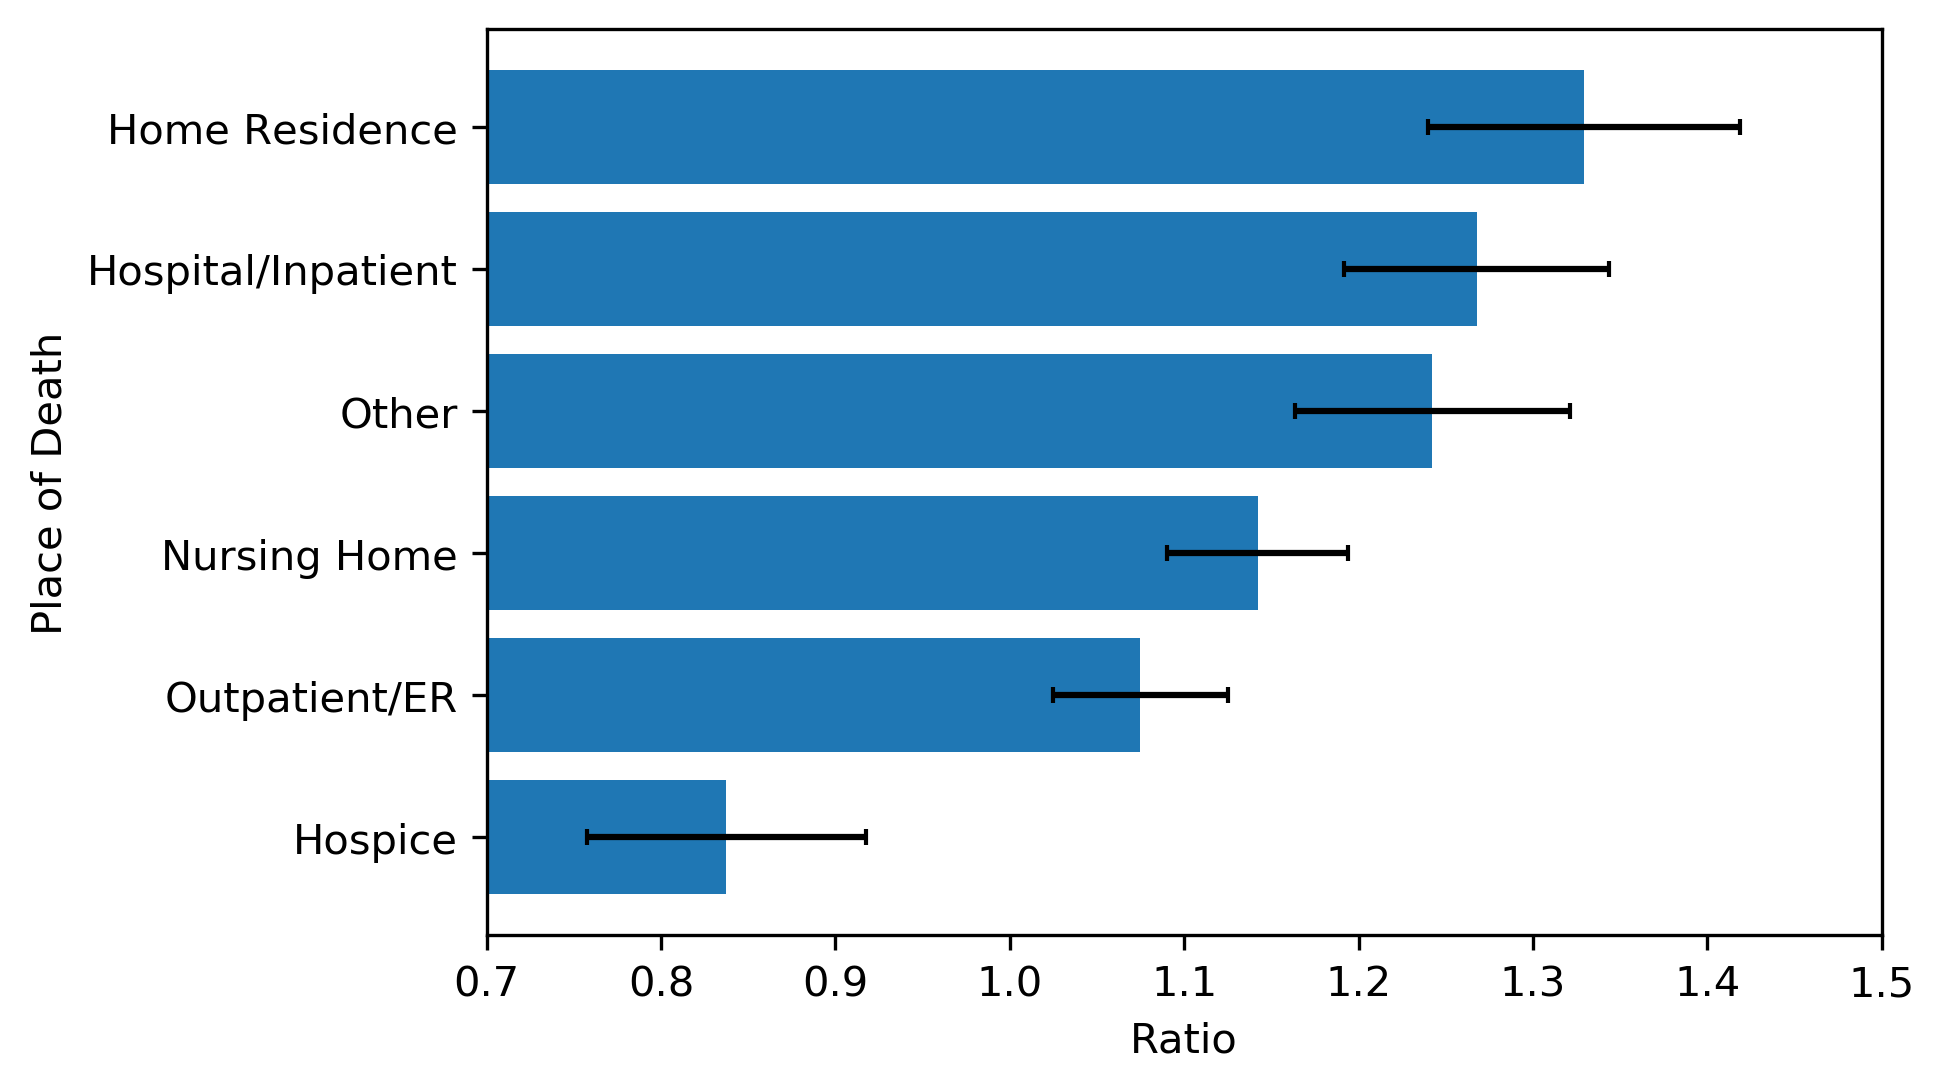 Home Residence
Hospital/Inpatient
Other
Nursing Home
Outpatient/ER
Hospice
Place of Death
0.7 0.8 0.9 1.0 1.1 1.2 1.3 1.4 1.5
Ratio